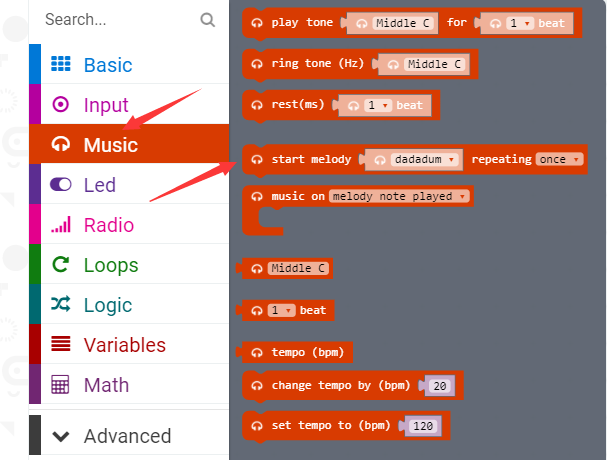 Search...
Basic
Input
Music
Led
Radio
Loops
Logic
Variables
Math
Advanced
play tone Middle C for 1 beat
ring tone (Hz) Middle C
rest(ms) 1 beat
start melody dadadum repeating once
music on melody note played
Middle C
1 beat
tempo (bpm)
change tempo by (bpm) 20
set tempo to (bpm) 120